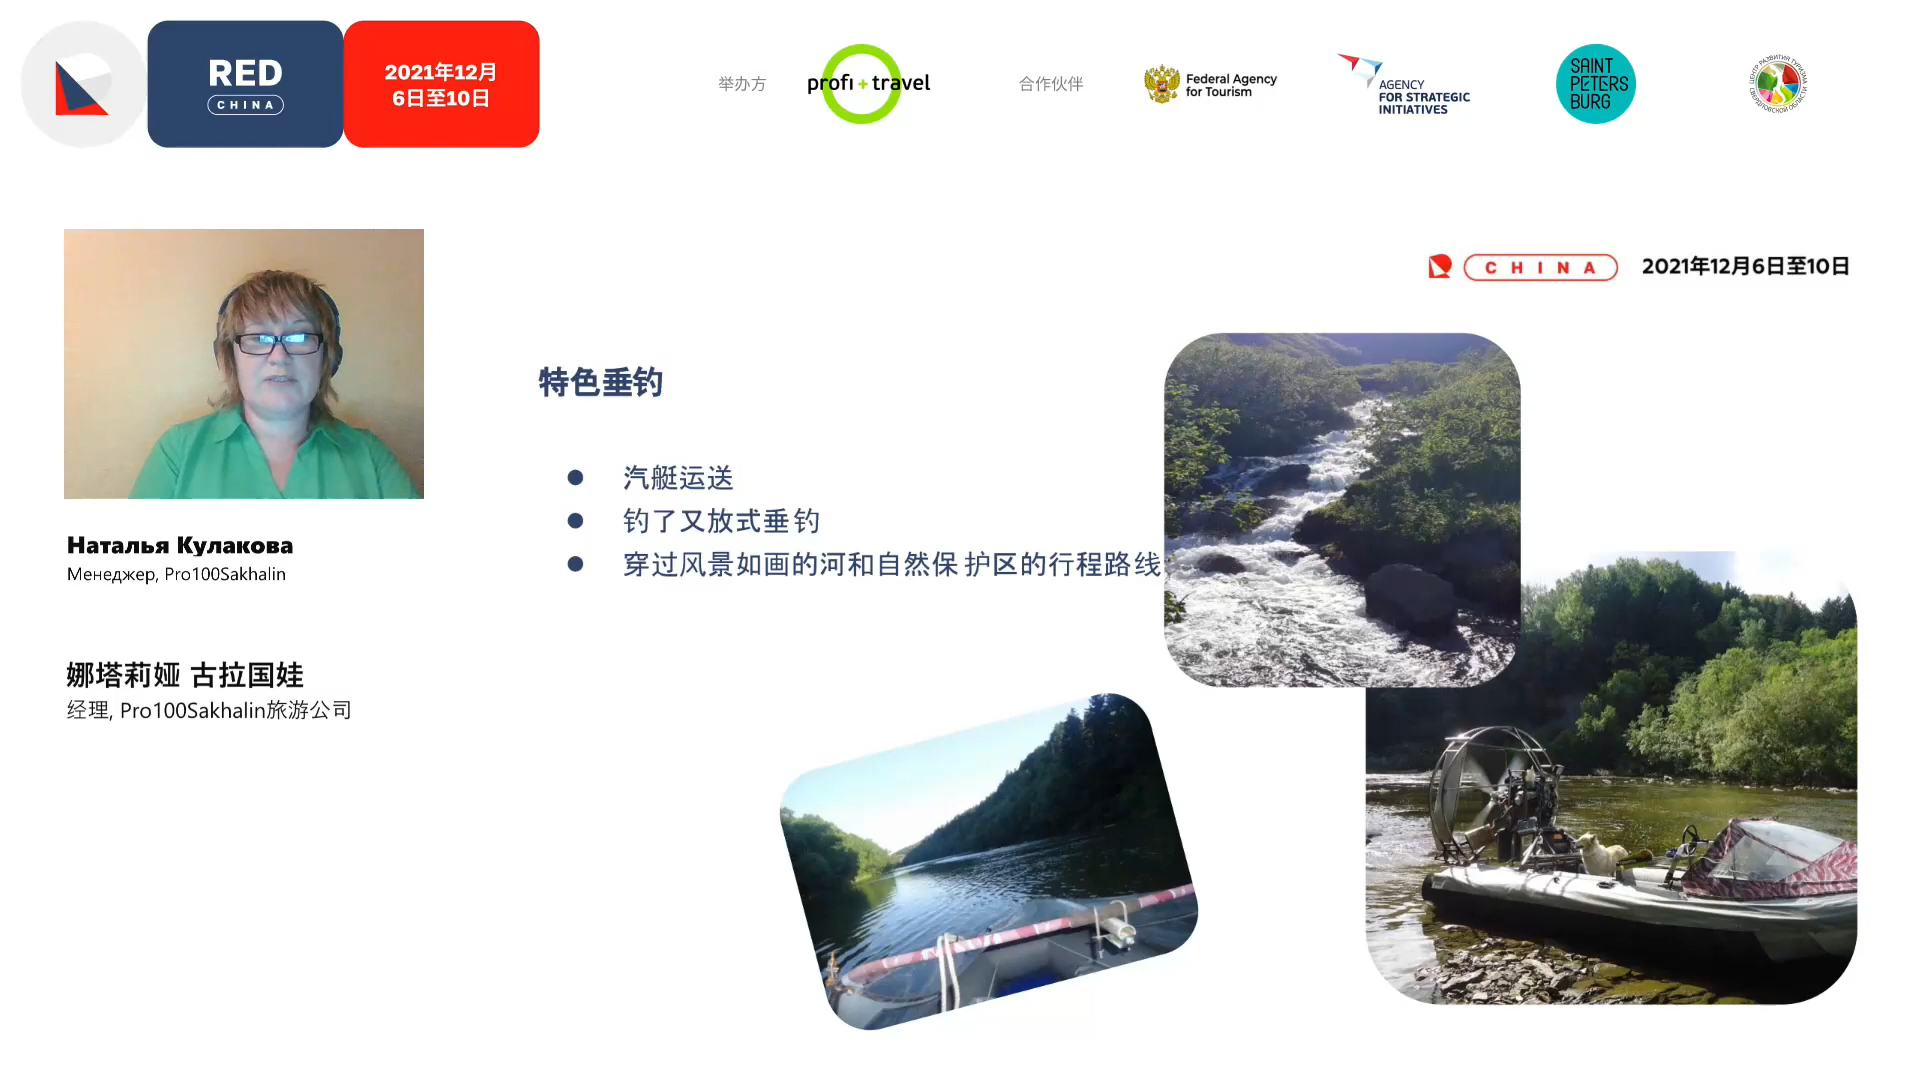 RED
CHINA
2021年12月
6日至10日
举办方
profi+travel
合作伙伴
Federal Agency
for Tourism
AGENCY
FOR STRATEGIC
INITIATIVES
SAINT
PETERS
BURG
ЦЕНТР РАЗВИТИЯ ТУРИЗМА
СВЕРДЛОВСКОЙ ОБЛАСТИ
CHINA
2021年12月6日至10日
特色垂钓
● 汽艇运送
● 钓了又放式垂钓
● 穿过风景如画的河和自然保护区的行程路线
Наталья Кулакова
Менеджер, Pro100Sakhalin
娜塔莉娅 古拉国娃
经理, Pro100Sakhalin旅游公司